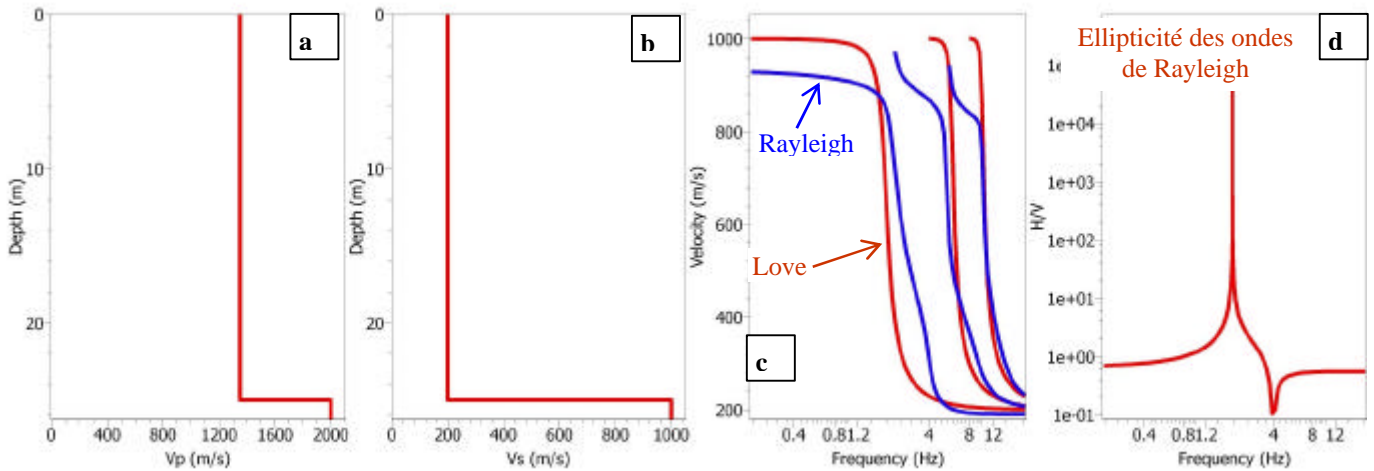 a
0
10
20
Depth (m)
0 400 800 1200 1600 2000
Vp (m/s)
b
0
10
20
Depth (m)
0 200 400 600 800 1000
Vs (m/s)
c
1000
800
600
400
200
Velocity (m/s)
Rayleigh
Love
0.4 0.81.2 4 8 12
Frequency (Hz)
d
Ellipticité des ondes
de Rayleigh
1e+04
1e+03
1e+02
1e+01
1e+00
1e-01
H/V
0.4 0.81.2 4 8 12
Frequency (Hz)